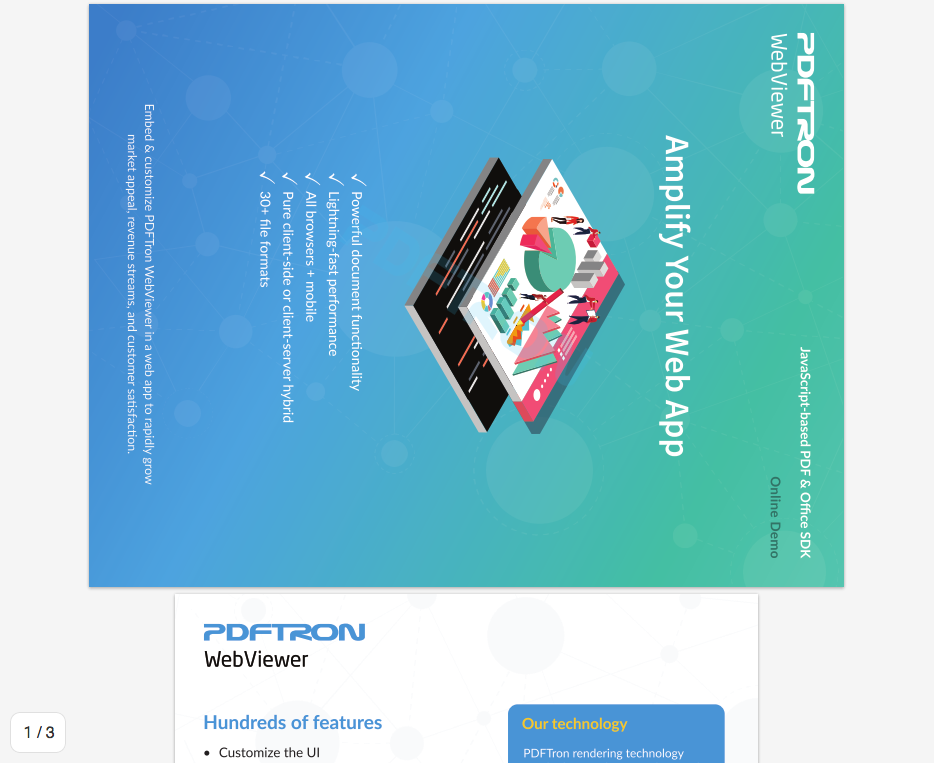 PDFTRON
WebViewer
JavaScript-based PDF & Office SDK
Online Demo
Amplify Your Web App
✓ Powerful document functionality
✓ Lightning-fast performance
✓ All browsers + mobile
✓ Pure client-side or client-server hybrid
✓ 30+ file formats
Embed & customize PDFTron WebViewer in a web app to rapidly grow
market appeal, revenue streams, and customer satisfaction.
PDFTRON
WebViewer
Hundreds of features
• Customize the UI
Our technology
PDFTron rendering technology
1 / 3